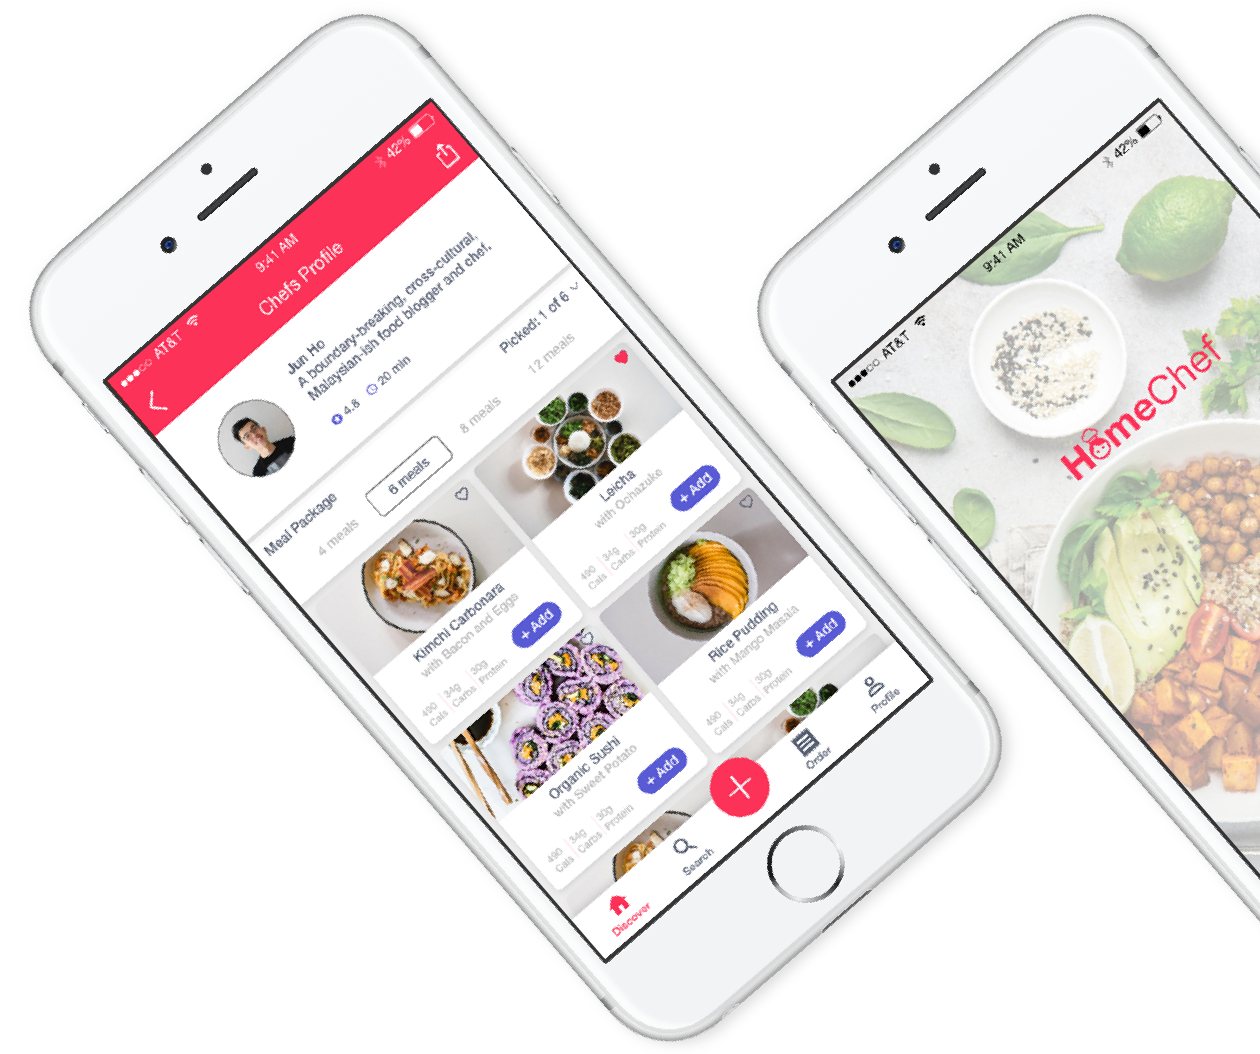 AT&T
9:41 AM
42%
Chefs Profile
Jun Ho
A boundary-breaking, cross-cultural,
Malaysian-ish food blogger and chef.
4.8
20 min
Meal Package
Picked: 1 of 6
4 meals
6 meals
8 meals
12 meals
Kimchi Carbonara
with Bacon and Eggs
490
Cals
34g
Carbs
30g
Protein
+ Add
Leicha
with Ochazuke
490
Cals
34g
Carbs
30g
Protein
+ Add
Organic Sushi
with Sweet Potato
490
Cals
34g
Carbs
30g
Protein
+ Add
Rice Pudding
with Mango Masala
490
Cals
34g
Carbs
30g
Protein
+ Add
Discover
Search
Order
Profile
AT&T
9:41 AM
42%
HomeChef